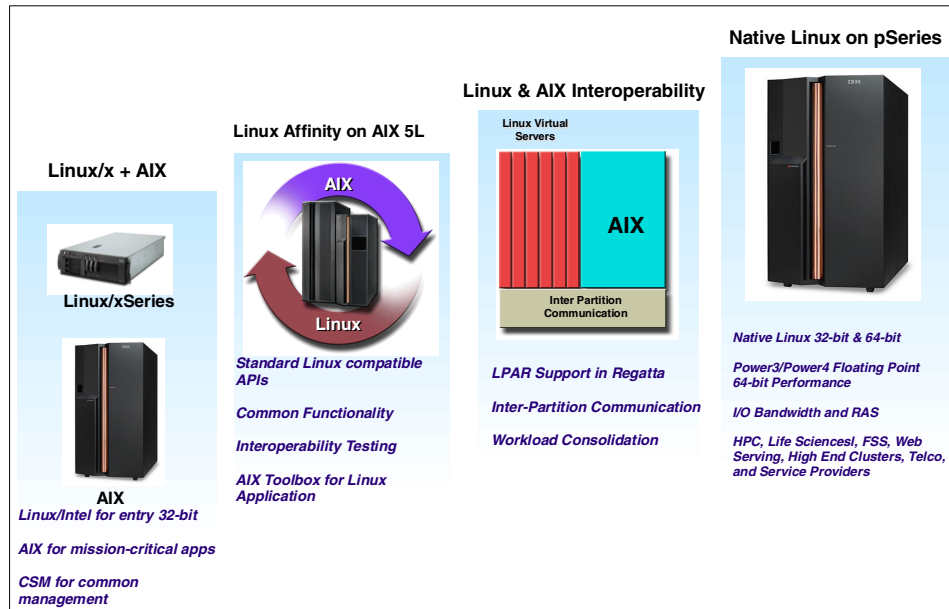 Linux/x + AIX
Linux/xSeries
AIX
Linux/Intel for entry 32-bit
AIX for mission-critical apps
CSM for common
management
Linux Affinity on AIX 5L
AIX
Linux
Standard Linux compatible
APIs
Common Functionality
Interoperability Testing
AIX Toolbox for Linux
Application
Linux & AIX Interoperability
Linux Virtual
Servers
AIX
Inter Partition
Communication
LPAR Support in Regatta
Inter-Partition Communication
Workload Consolidation
Native Linux on pSeries
IBM
Native Linux 32-bit & 64-bit
Power3/Power4 Floating Point
64-bit Performance
I/O Bandwidth and RAS
HPC, Life Sciencesl, FSS, Web
Serving, High End Clusters, Telco,
and Service Providers